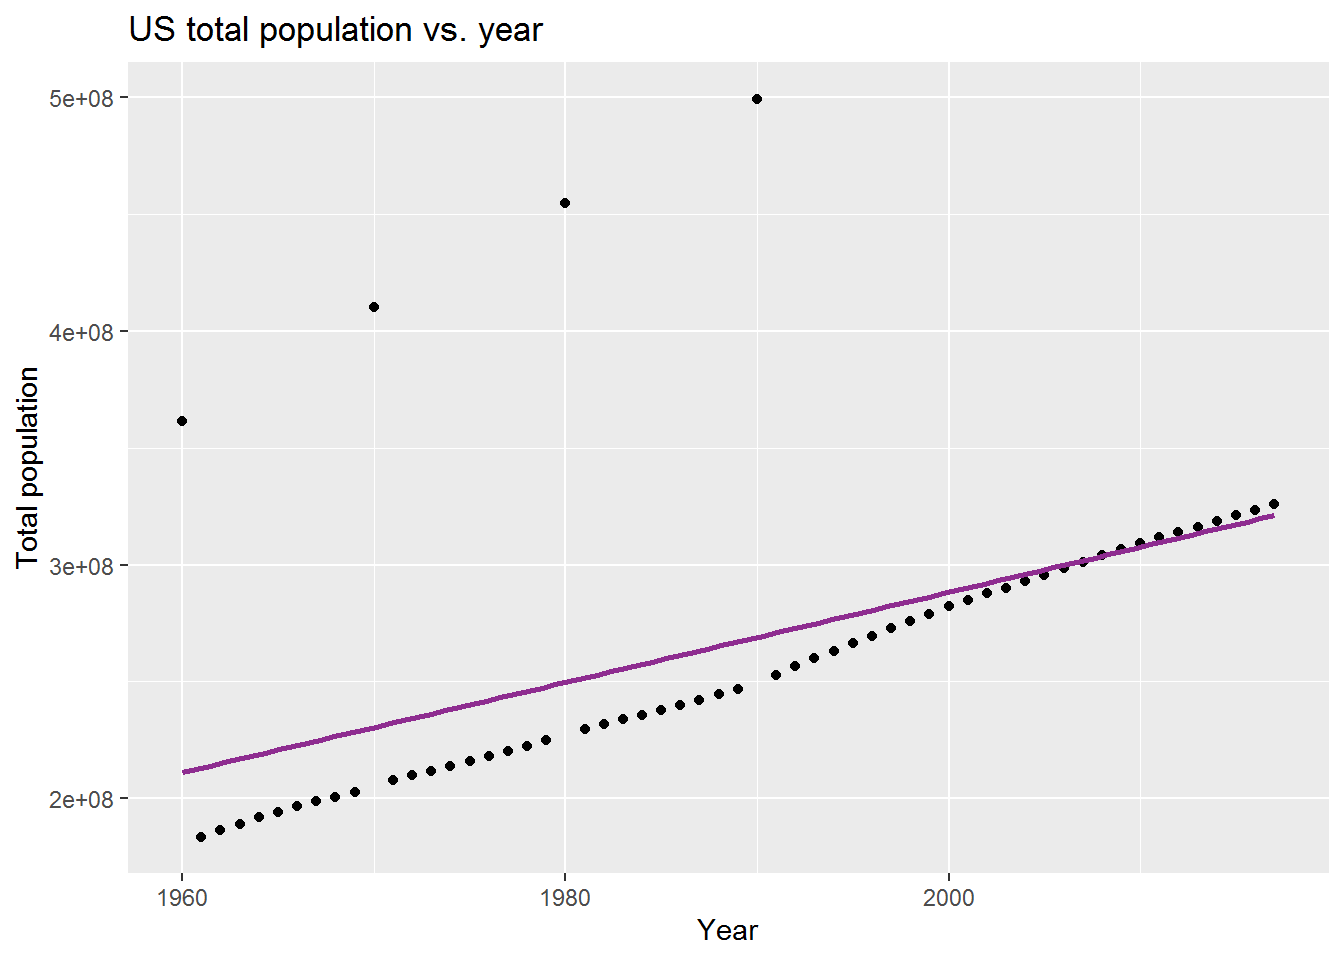 US total population vs. year
5e+08
4e+08
3e+08
2e+08
Total population
1960
1980
2000
Year